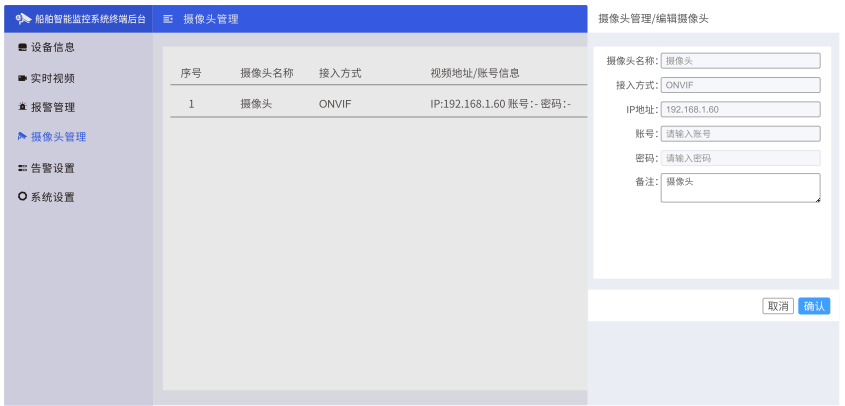 船舶智能监控系统终端后台
摄像头管理
摄像头管理/编辑摄像头
设备信息
实时视频
报警管理
摄像头管理
告警设置
系统设置
序号 摄像头名称 接入方式 视频地址/账号信息
1 摄像头 ONVIF IP:192.168.1.60 账号:- 密码:-
摄像头名称: 摄像头
接入方式: ONVIF
IP地址: 192.168.1.60
账号: 请输入账号
密码: 请输入密码
备注: 摄像头
取消 确认